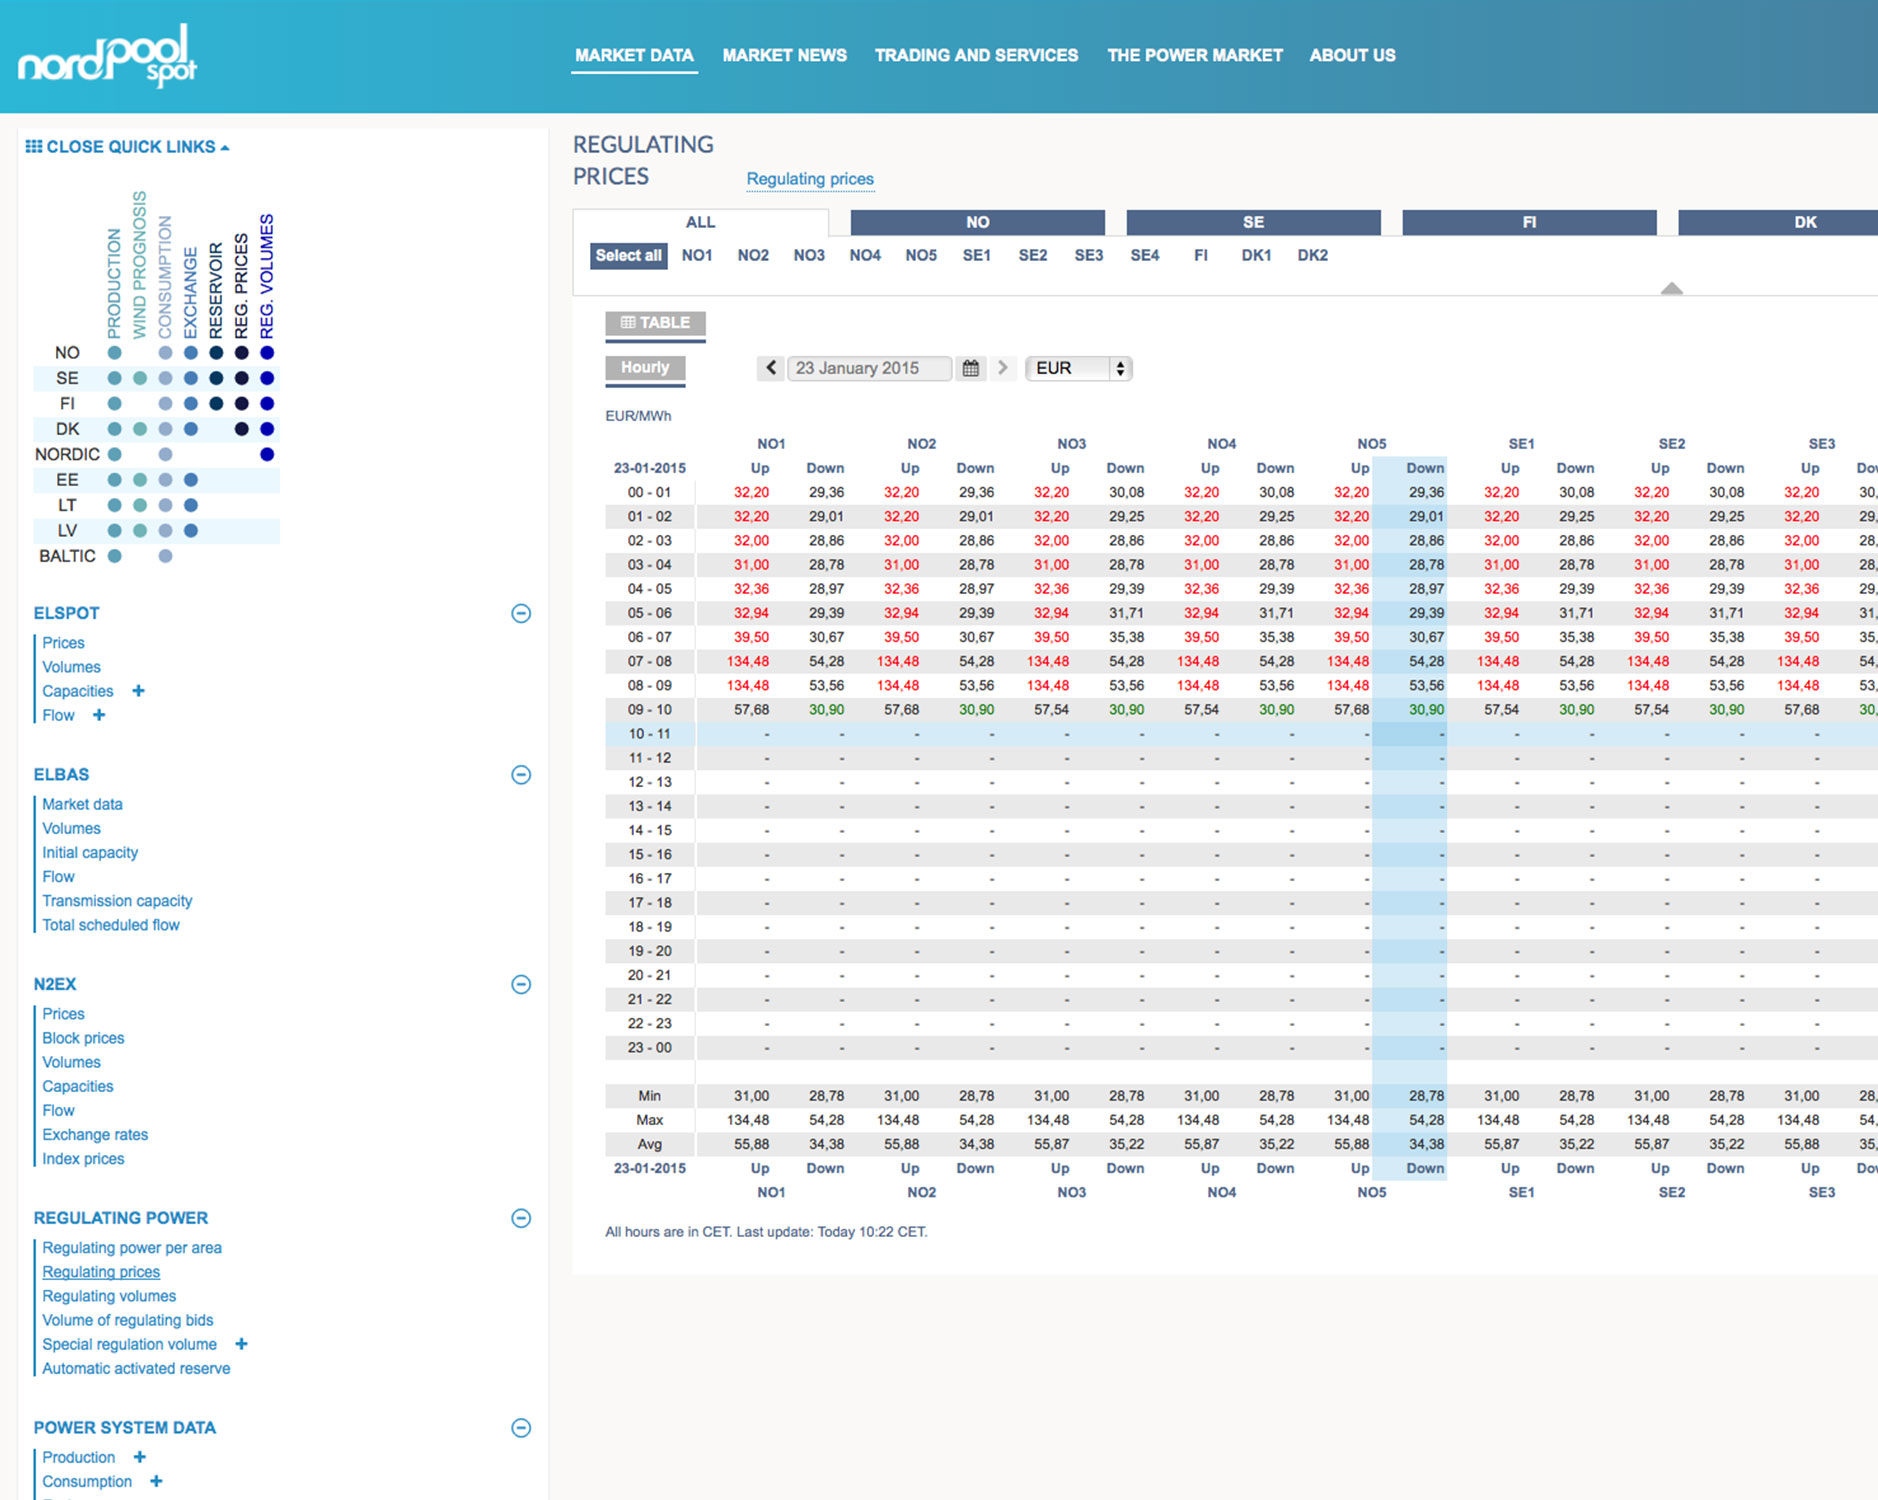 nordpool spot
MARKET DATA MARKET NEWS TRADING AND SERVICES THE POWER MARKET ABOUT US
CLOSE QUICK LINKS
PRODUCTION WIND PROGNOSIS CONSUMPTION EXCHANGE RESERVOIR REG. PRICES REG. VOLUMES
NO
SE
FI
DK
NORDIC
EE
LT
LV
BALTIC
ELSPOT
Prices
Volumes
Capacities +
Flow +
ELBAS
Market data
Volumes
Initial capacity
Flow
Transmission capacity
Total scheduled flow
N2EX
Prices
Block prices
Volumes
Capacities
Flow
Exchange rates
Index prices
REGULATING POWER
Regulating power per area
Regulating prices
Regulating volumes
Volume of regulating bids
Special regulation volume +
Automatic activated reserve
POWER SYSTEM DATA
Production +
Consumption +
REGULATING
PRICES Regulating prices
ALL NO SE FI DK
Select all NO1 NO2 NO3 NO4 NO5 SE1 SE2 SE3 SE4 FI DK1 DK2
TABLE
Hourly 23 January 2015 EUR
EUR/MWh
NO1 NO2 NO3 NO4 NO5 SE1 SE2 SE3
23-01-2015 Up Down Up Down Up Down Up Down Up Down Up Down Up Down Up Dov
00 - 01 32,20 29,36 32,20 29,36 32,20 30,08 32,20 30,08 32,20 29,36 32,20 30,08 32,20 30,08 32,20 30,
01 - 02 32,20 29,01 32,20 29,01 32,20 29,25 32,20 29,25 32,20 29,01 32,20 29,25 32,20 29,25 32,20 29,
02 - 03 32,00 28,86 32,00 28,86 32,00 28,86 32,00 28,86 32,00 28,86 32,00 28,86 32,00 28,86 32,00 28,
03 - 04 31,00 28,78 31,00 28,78 31,00 28,78 31,00 28,78 31,00 28,78 31,00 28,78 31,00 28,78 31,00 28,
04 - 05 32,36 28,97 32,36 28,97 32,36 29,39 32,36 29,39 32,36 28,97 32,36 29,39 32,36 29,39 32,36 29,
05 - 06 32,94 29,39 32,94 29,39 32,94 31,71 32,94 31,71 32,94 29,39 32,94 31,71 32,94 31,71 32,94 31,
06 - 07 39,50 30,67 39,50 30,67 39,50 35,38 39,50 35,38 39,50 30,67 39,50 35,38 39,50 35,38 39,50 35,
07 - 08 134,48 54,28 134,48 54,28 134,48 54,28 134,48 54,28 134,48 54,28 134,48 54,28 134,48 54,28 134,48 54,
08 - 09 134,48 53,56 134,48 53,56 134,48 53,56 134,48 53,56 134,48 53,56 134,48 53,56 134,48 53,56 134,48 53,
09 - 10 57,68 30,90 57,68 30,90 57,54 30,90 57,54 30,90 57,68 30,90 57,54 30,90 57,54 30,90 57,68 30,
10 - 11 - - - - - - - - - - - - - - -
11 - 12 - - - - - - - - - - - - - - -
12 - 13 - - - - - - - - - - - - - - -
13 - 14 - - - - - - - - - - - - - - -
14 - 15 - - - - - - - - - - - - - - -
15 - 16 - - - - - - - - - - - - - - -
16 - 17 - - - - - - - - - - - - - - -
17 - 18 - - - - - - - - - - - - - - -
18 - 19 - - - - - - - - - - - - - - -
19 - 20 - - - - - - - - - - - - - - -
20 - 21 - - - - - - - - - - - - - - -
21 - 22 - - - - - - - - - - - - - - -
22 - 23 - - - - - - - - - - - - - - -
23 - 00 - - - - - - - - - - - - - - -
Min 31,00 28,78 31,00 28,78 31,00 28,78 31,00 28,78 31,00 28,78 31,00 28,78 31,00 28,78 31,00 28,
Max 134,48 54,28 134,48 54,28 134,48 54,28 134,48 54,28 134,48 54,28 134,48 54,28 134,48 54,28 134,48 54,
Avg 55,88 34,38 55,88 34,38 55,87 35,22 55,87 35,22 55,88 34,38 55,87 35,22 55,87 35,22 55,88 35,
23-01-2015 Up Down Up Down Up Down Up Down Up Down Up Down Up Down Up Dov
NO1 NO2 NO3 NO4 NO5 SE1 SE2 SE3
All hours are in CET. Last update: Today 10:22 CET.